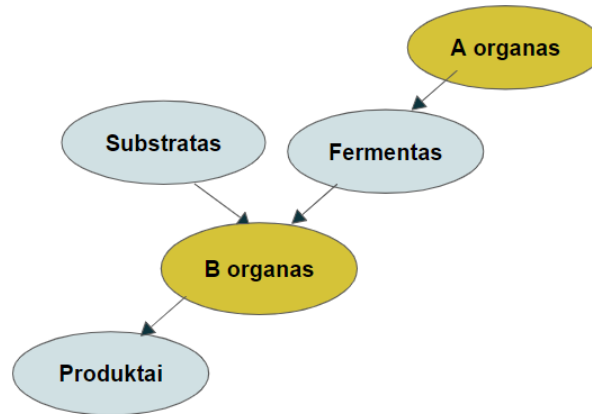 A organas
Substratas
Fermentas
B organas
Produktai